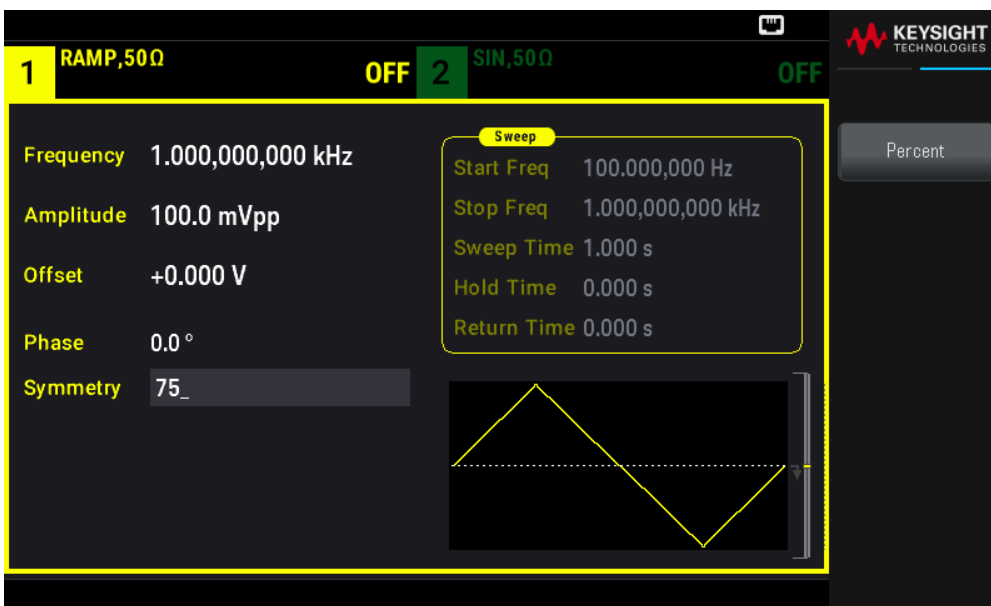 KEYSIGHT
TECHNOLOGIES
1 RAMP,50Ω OFF 2 SIN,50Ω OFF
Frequency 1.000,000,000 kHz
Amplitude 100.0 mVpp
Offset +0.000 V
Phase 0.0 °
Symmetry 75_
Sweep
Start Freq 100.000,000 Hz
Stop Freq 1.000,000,000 kHz
Sweep Time 1.000 s
Hold Time 0.000 s
Return Time 0.000 s
Percent